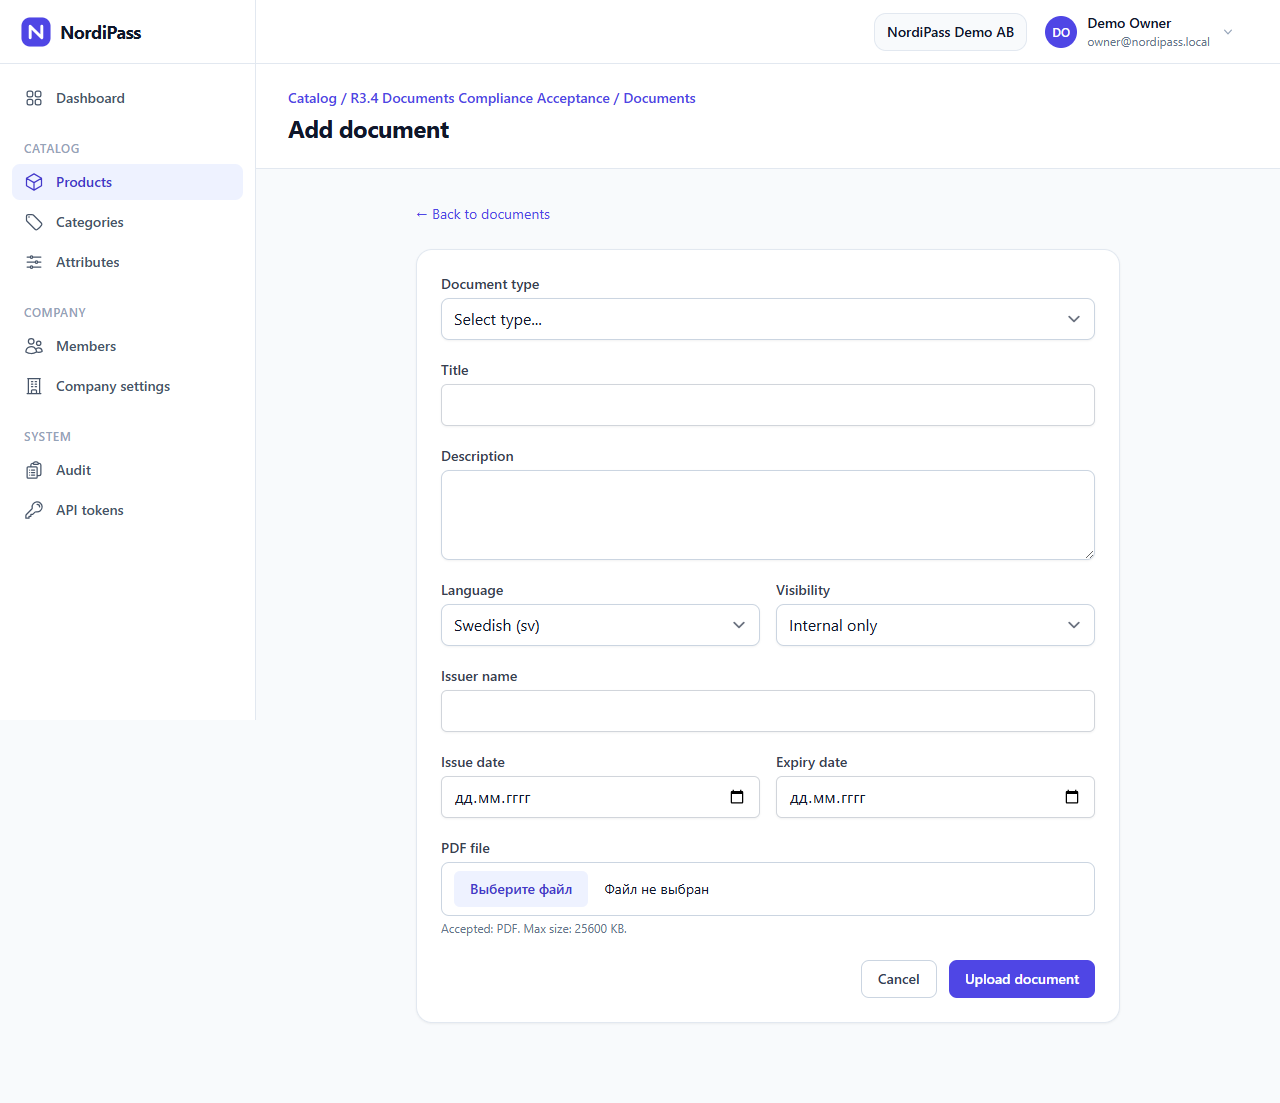 NordiPass
NordiPass Demo AB
DO
Demo Owner
owner@nordipass.local
Dashboard
CATALOG
Products
Categories
Attributes
COMPANY
Members
Company settings
SYSTEM
Audit
API tokens
Catalog / R3.4 Documents Compliance Acceptance / Documents
Add document
← Back to documents
Document type
Select type...
Title
Description
Language
Visibility
Swedish (sv)
Internal only
Issuer name
Issue date
Expiry date
дд.мм.гггг
дд.мм.гггг
PDF file
Выберите файл
Файл не выбран
Accepted: PDF. Max size: 25600 KB.
Cancel
Upload document